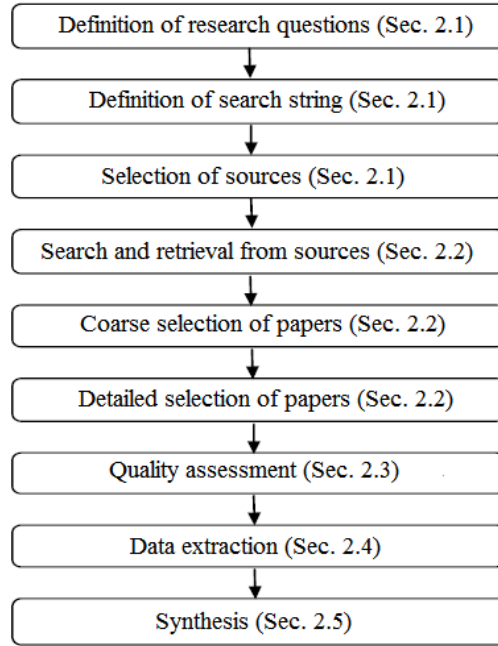 Definition of research questions (Sec. 2.1)
Definition of search string (Sec. 2.1)
Selection of sources (Sec. 2.1)
Search and retrieval from sources (Sec. 2.2)
Coarse selection of papers (Sec. 2.2)
Detailed selection of papers (Sec. 2.2)
Quality assessment (Sec. 2.3)
Data extraction (Sec. 2.4)
Synthesis (Sec. 2.5)